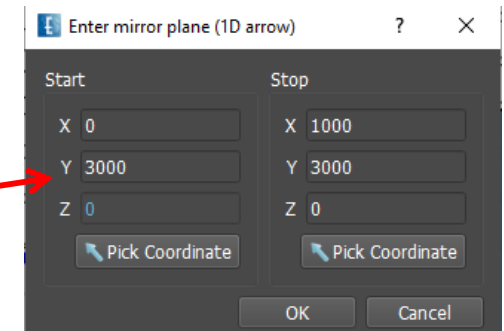 Enter mirror plane (1D arrow) ? ×
Start Stop
X 0 X 1000
Y 3000 Y 3000
Z 0 Z 0
Pick Coordinate Pick Coordinate
OK Cancel